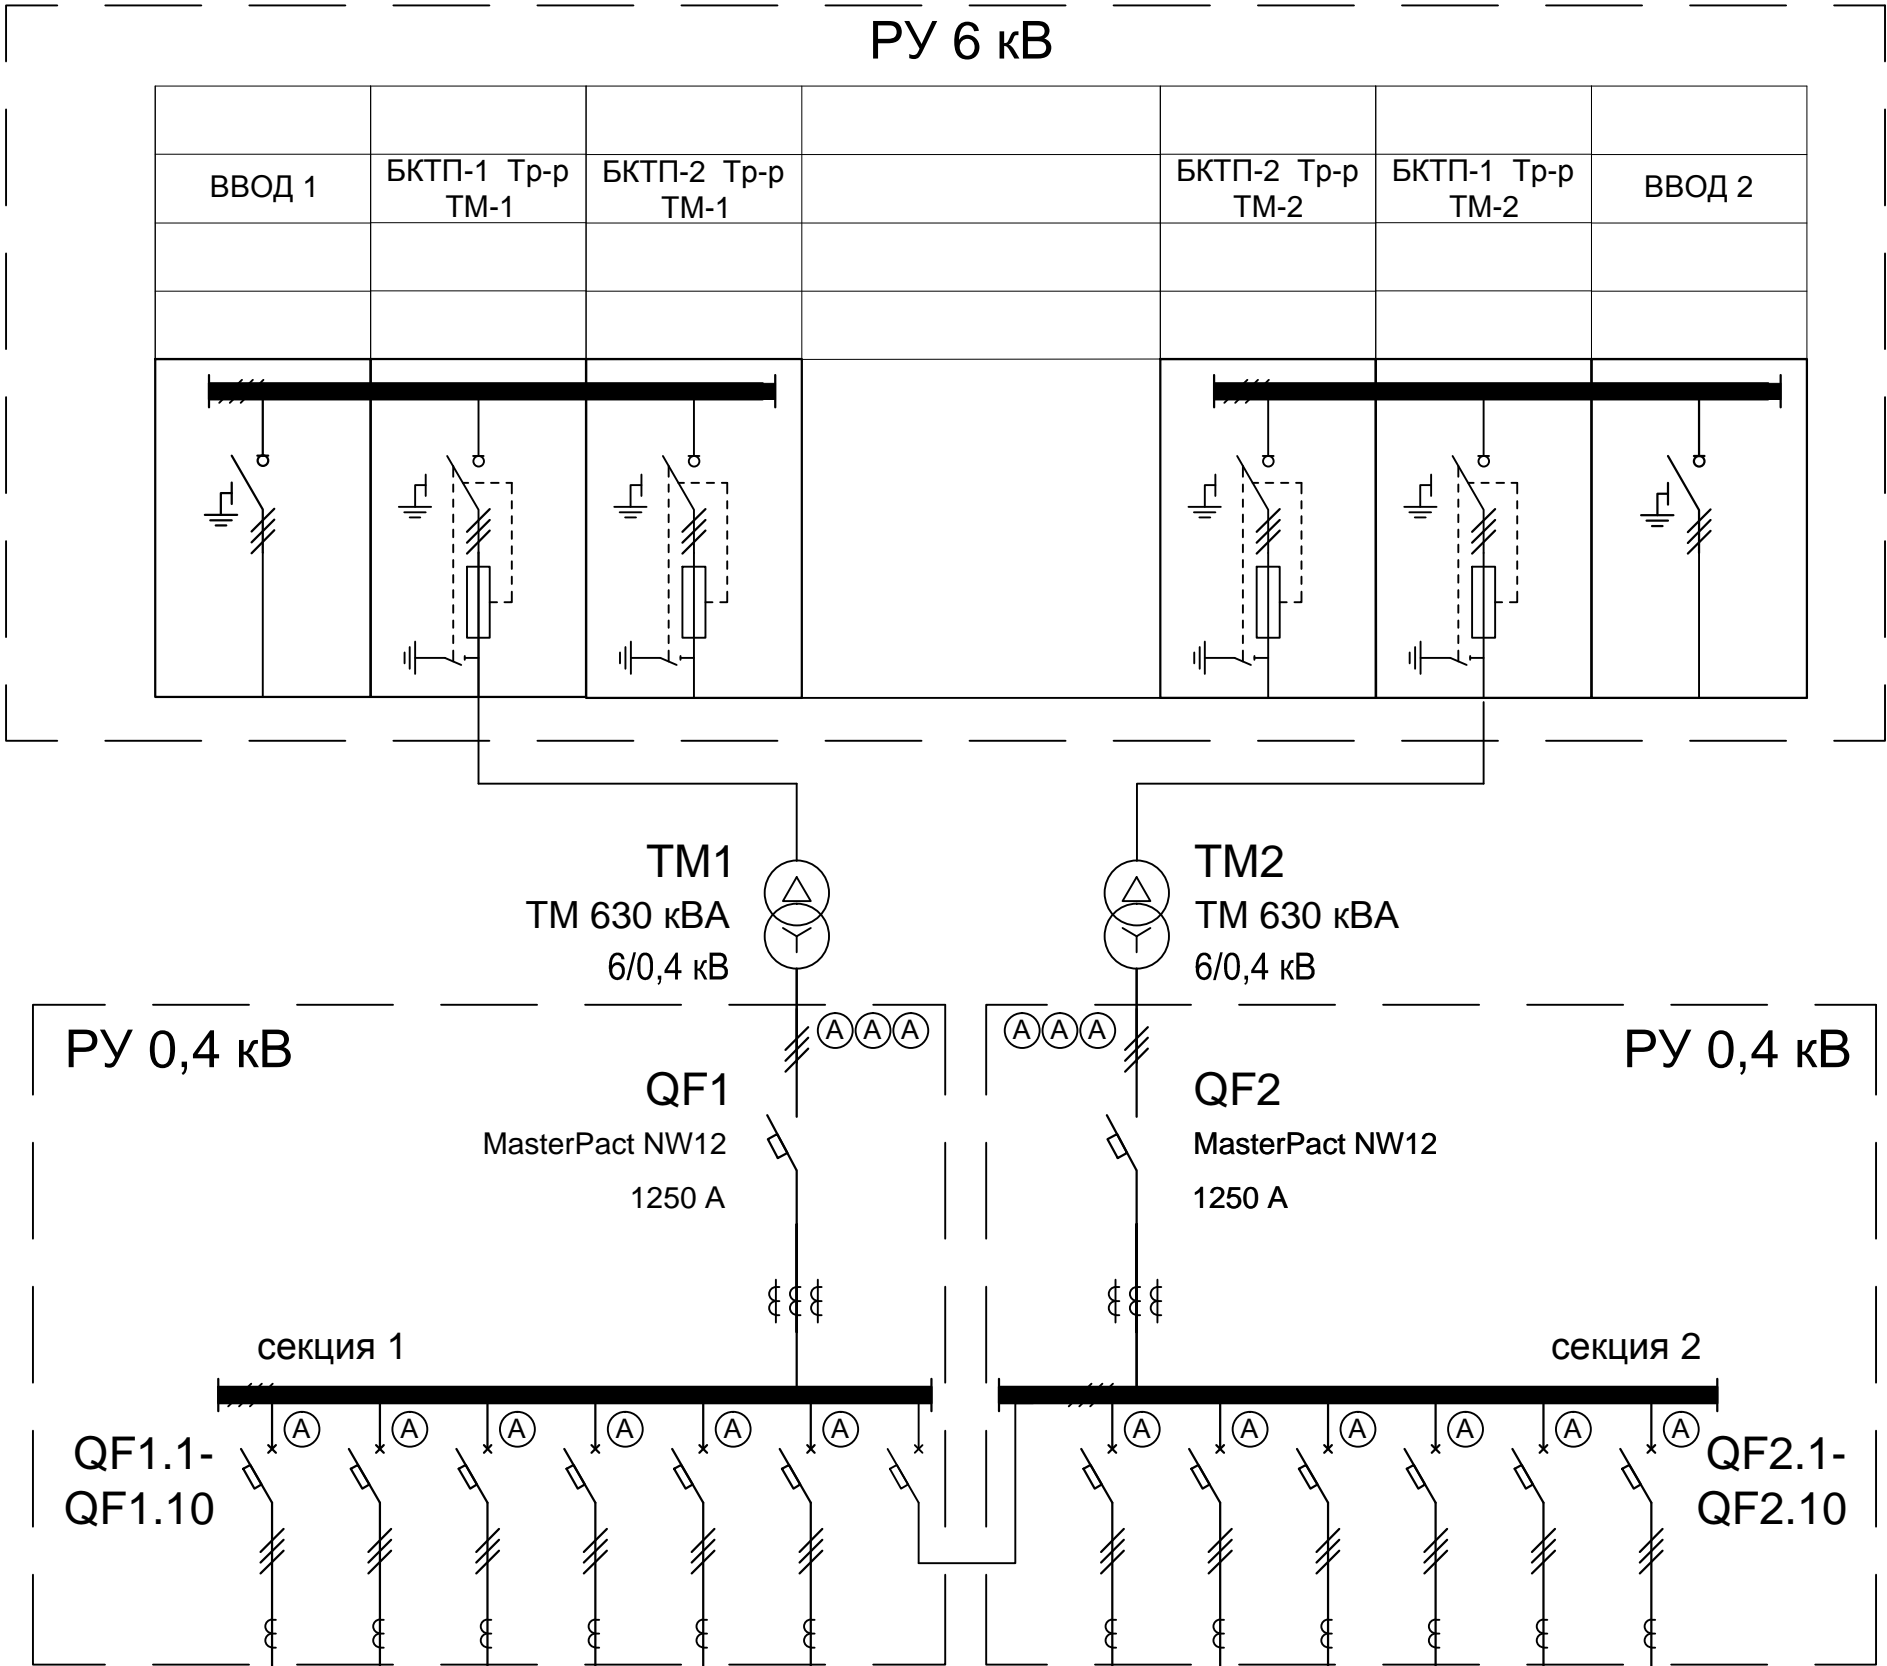 РУ 6 кВ
ВВОД 1
БКТП-1 Тр-р
ТМ-1
БКТП-2 Тр-р
ТМ-1
БКТП-2 Тр-р
ТМ-2
БКТП-1 Тр-р
ТМ-2
ВВОД 2
ТМ1
ТМ 630 кВА
6/0,4 кВ
ТМ2
ТМ 630 кВА
6/0,4 кВ
РУ 0,4 кВ
А А А
QF1
MasterPact NW12
1250 А
секция 1
А А А
РУ 0,4 кВ
QF2
MasterPact NW12
1250 А
секция 2
А А А А А А
QF1.1-
QF1.10
А А А А А А
QF2.1-
QF2.10